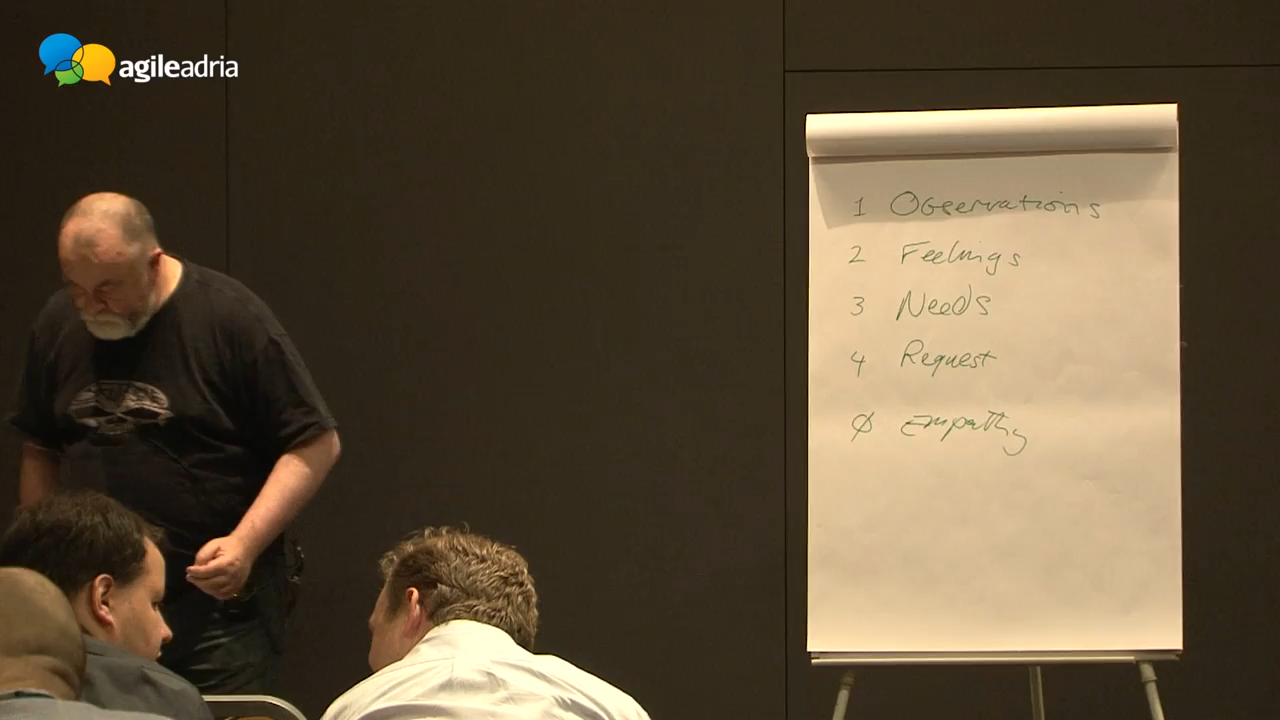 agileadria
1 Observations
2 Feelings
3 Needs
4 Request
Ø Empathy